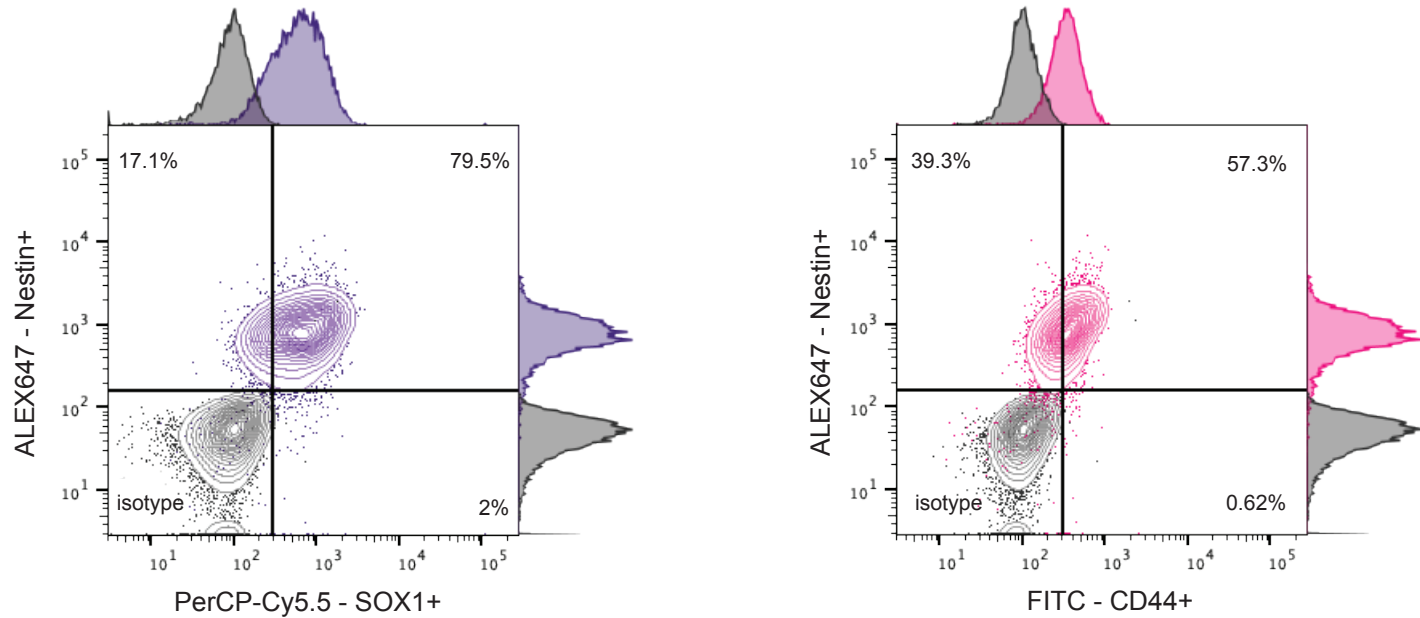 17.1%
79.5%
10^5
10^4
10^3
10^2
10^1
ALEX647 - Nestin+
isotype
2%
10^1 10^2 10^3 10^4 10^5
PerCP-Cy5.5 - SOX1+
39.3%
57.3%
10^5
10^4
10^3
10^2
10^1
ALEX647 - Nestin+
isotype
0.62%
10^1 10^2 10^3 10^4 10^5
FITC - CD44+